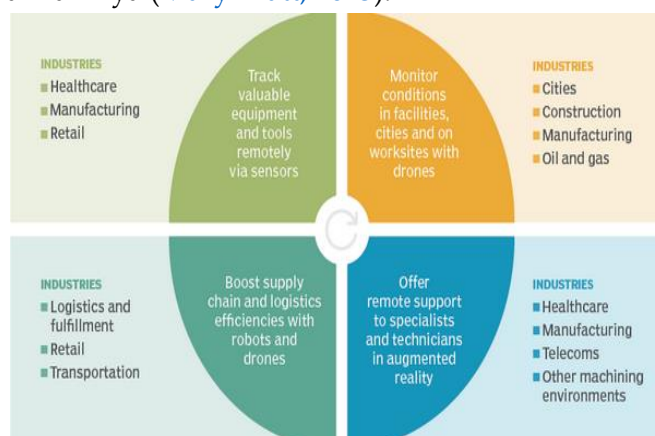 INDUSTRIES
■ Healthcare
■ Manufacturing
■ Retail
Track
valuable
equipment
and tools
remotely
via sensors
Monitor
conditions
in facilities,
cities and on
worksites with
drones
INDUSTRIES
■ Cities
■ Construction
■ Manufacturing
■ Oil and gas
INDUSTRIES
■ Logistics and
fulfillment
■ Retail
■ Transportation
Boost supply
chain and logistics
efficiencies with
robots and
drones
Offer
remote support
to specialists
and technicians
in augmented
reality
INDUSTRIES
■ Healthcare
■ Manufacturing
■ Telecoms
■ Other machining
environments